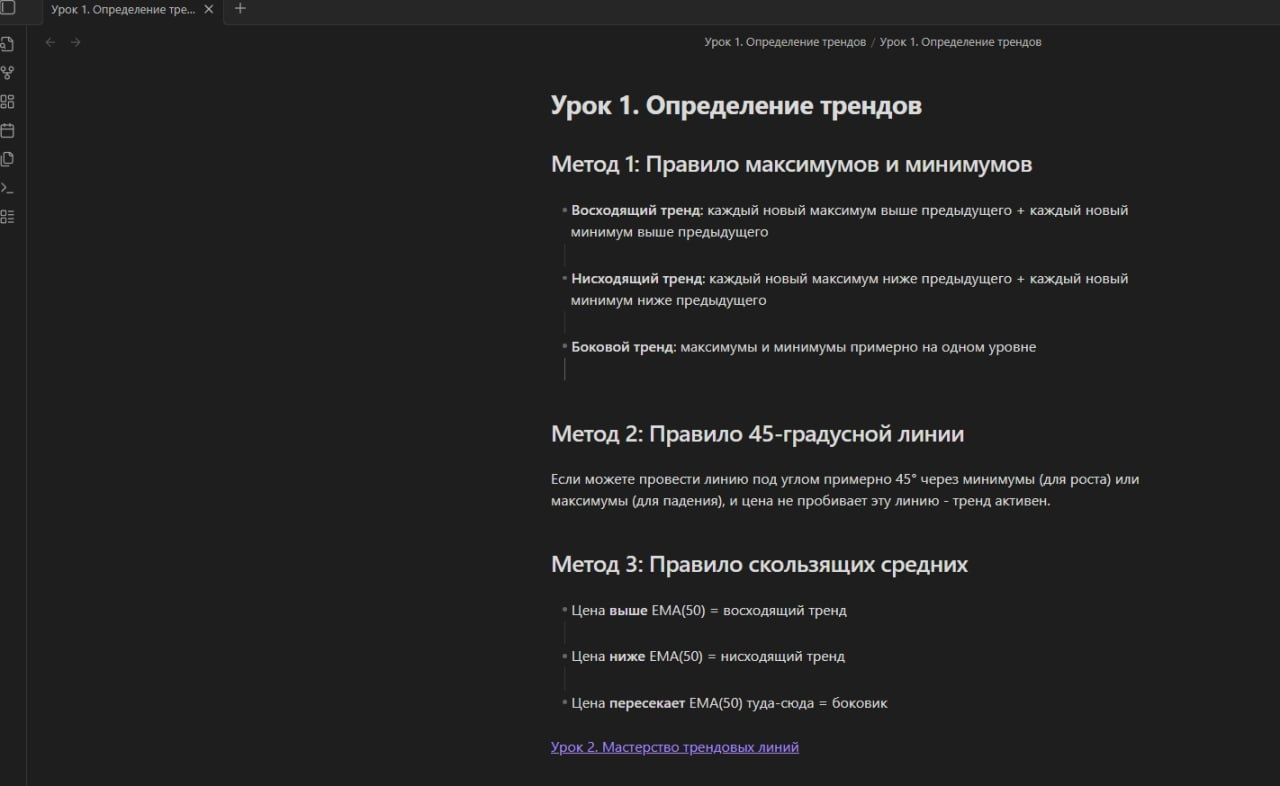 Урок 1. Определение тре...
Урок 1. Определение трендов / Урок 1. Определение трендов
Урок 1. Определение трендов
Метод 1: Правило максимумов и минимумов
Восходящий тренд: каждый новый максимум выше предыдущего + каждый новый
минимум выше предыдущего
Нисходящий тренд: каждый новый максимум ниже предыдущего + каждый новый
минимум ниже предыдущего
Боковой тренд: максимумы и минимумы примерно на одном уровне
Метод 2: Правило 45-градусной линии
Если можете провести линию под углом примерно 45° через минимумы (для роста) или
максимумы (для падения), и цена не пробивает эту линию - тренд активен.
Метод 3: Правило скользящих средних
Цена выше EMA(50) = восходящий тренд
Цена ниже EMA(50) = нисходящий тренд
Цена пересекает EMA(50) туда-сюда = боковик
Урок 2. Мастерство трендовых линий